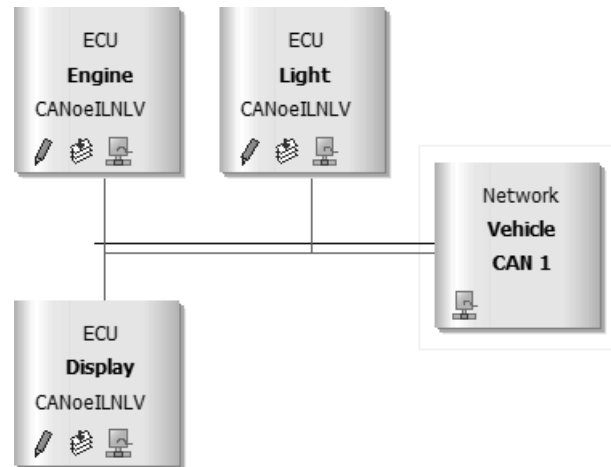 ECU
Engine
CANoeILNLV
ECU
Light
CANoeILNLV
Network
Vehicle
CAN 1
ECU
Display
CANoeILNLV